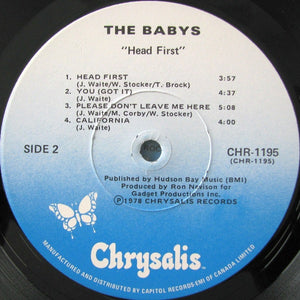 THE BABYS
"Head First"
1. HEAD FIRST 3:57
(J. Waite/W. Stocker/T. Brock)
2. YOU (GOT IT) 4:37
(J. Waite)
3. PLEASE DON'T LEAVE ME HERE 5:08
(J. Waite/M. Corby/W. Stocker)
4. CALIFORNIA 4:00
(J. Waite)
SIDE 2
CHR-1195
(CHR-1195)
Published by Hudson Bay Music (BMI)
Produced by Ron Nevison for
Gadget Productions Inc.
Ⓟ1978 CHRYSALIS RECORDS
Chrysalis
MANUFACTURED AND DISTRIBUTED BY CAPITOL RECORDS-EMI OF CANADA LIMITED